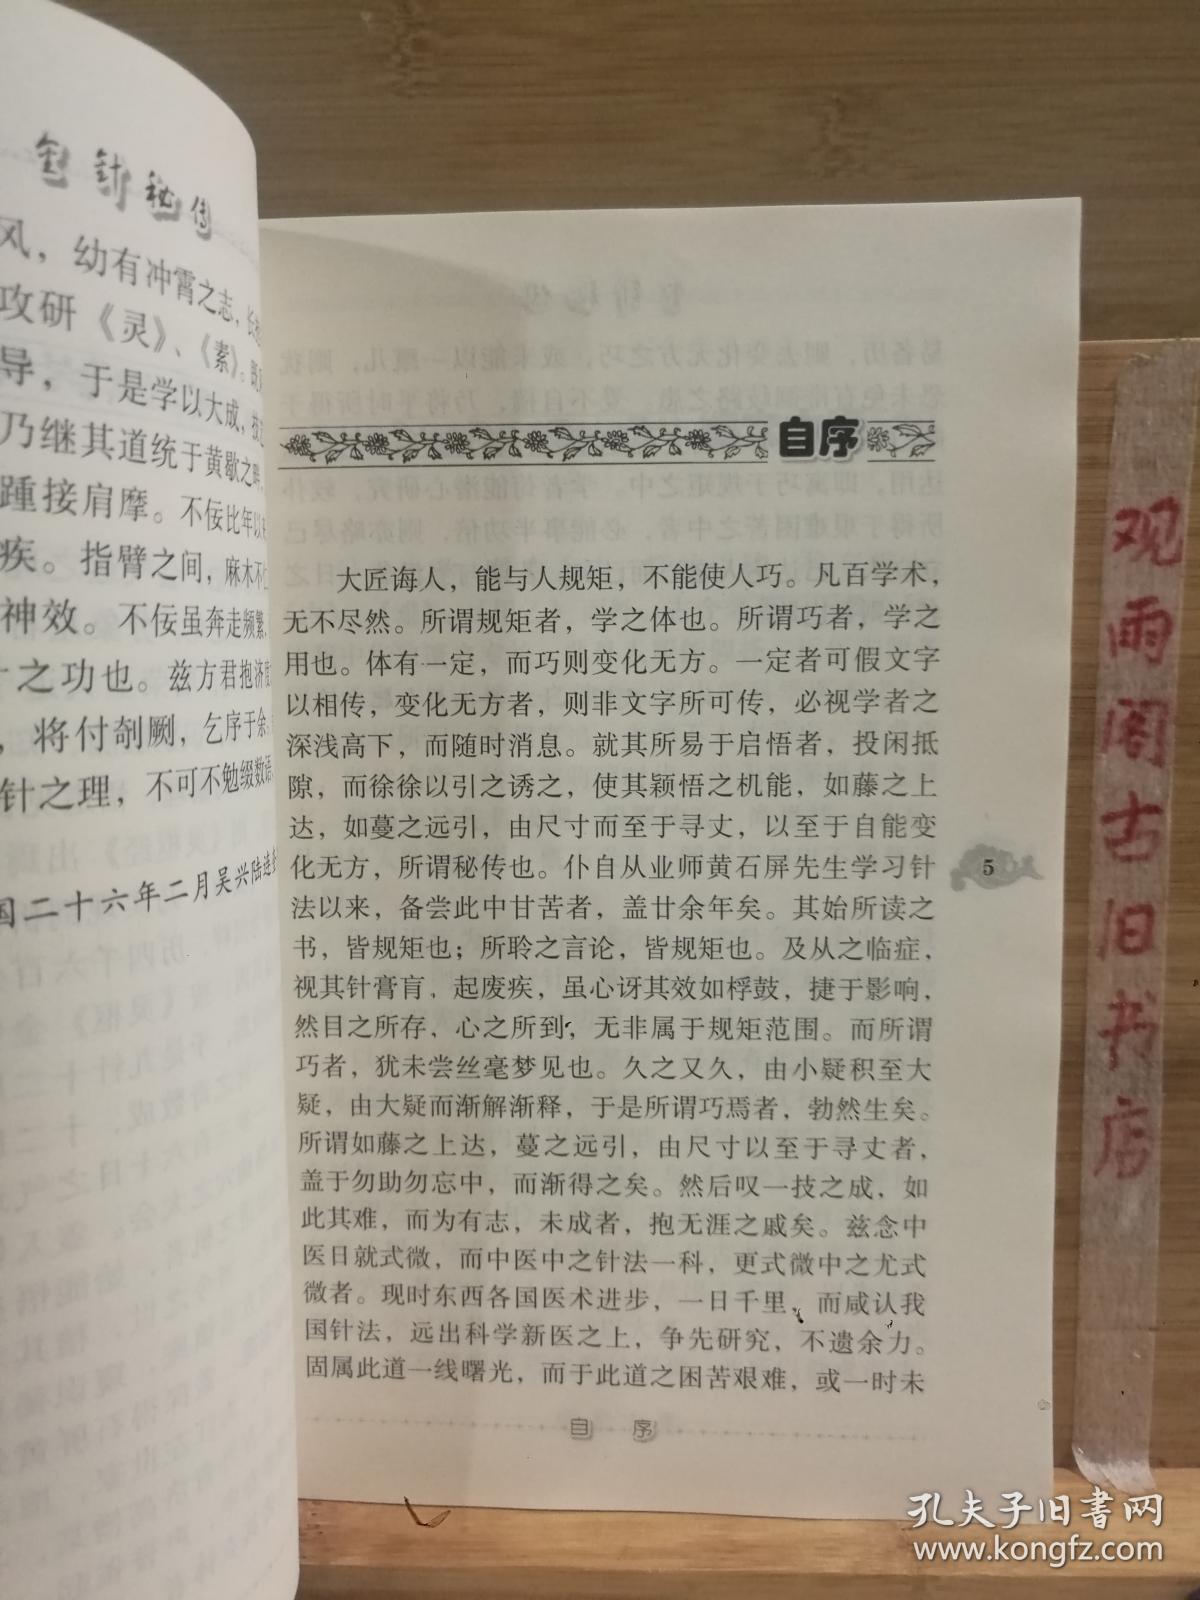 金针秘传
风，幼有冲霄之志，长
攻研《灵》、《素》。
导，于是学以大成，技
乃继其道统于黄歇之
踵接肩摩。不佞比年以
疾。指臂之间，麻木不仁
神效。不佞虽奔走频繁，
之功也。兹方君抱济
，将付剞劂，乞序于余。
针之理，不可不勉缀数语，
国二十六年二月吴兴陆连
自序
大匠诲人，能与人规矩，不能使人巧。凡百学术，
无不尽然。所谓规矩者，学之体也。所谓巧者，学之
用也。体有一定，而巧则变化无方。一定者可假文字
以相传，变化无方者，则非文字所可传，必视学者之
深浅高下，而随时消息。就其所易于启悟者，投闲抵
隙，而徐徐以引之诱之，使其颖悟之机能，如藤之上
达，如蔓之远引，由尺寸而至于寻丈，以至于自能变
化无方，所谓秘传也。仆自从业师黄石屏先生学习针
法以来，备尝此中甘苦者，盖廿余年矣。其始所读之
书，皆规矩也；所聆之言论，皆规矩也。及从之临症，
视其针膏肓，起废疾，虽心讶其效如桴鼓，捷于影响，
然目之所存，心之所到，无非属于规矩范围。而所谓
巧者，犹未尝丝毫梦见也。久之又久，由小疑积至大
疑，由大疑而渐解渐释，于是所谓巧焉者，勃然生矣。
所谓如藤之上达，蔓之远引，由尺寸以至于寻丈者，
盖于勿助勿忘中，而渐得之矣。然后叹一技之成，如
此其难，而为有志，未成者，抱无涯之戚矣。兹念中
医日就式微，而中医中之针法一科，更式微中之尤式
微者。现时东西各国医术进步，一日千里，而咸认我
国针法，远出科学新医之上，争先研究，不遗余力。
固属此道一线曙光，而于此道之困苦艰难，或一时未
5
自 序
观雨阁古旧书店
孔夫子旧书网
www.kongfz.com